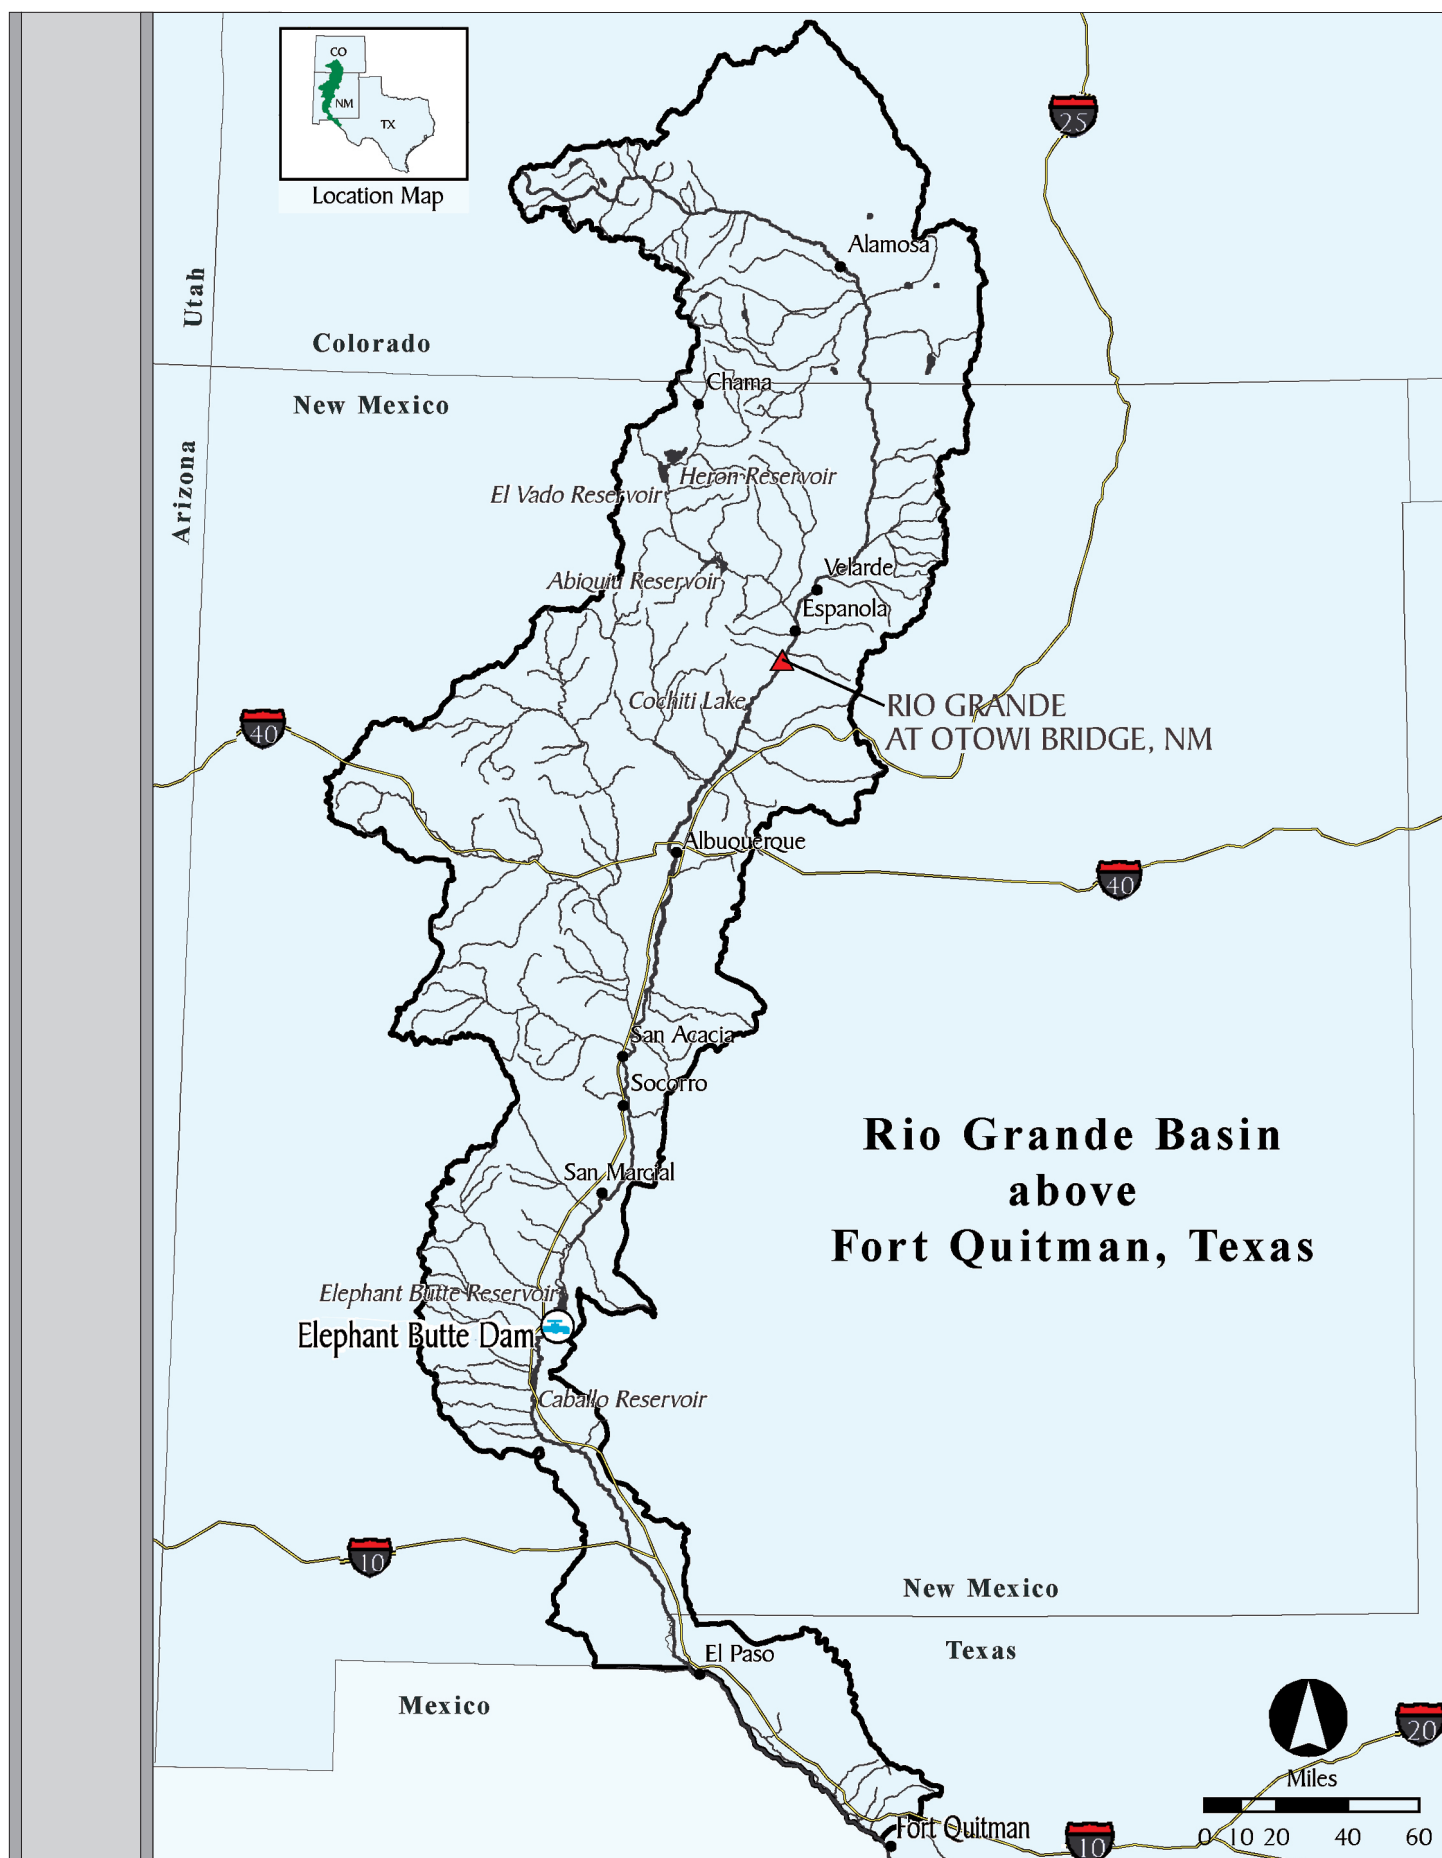 CO
NM
TX
Location Map
25
Alamosa
Utah
Colorado
Chama
New Mexico
Arizona
Heron Reservoir
El Vado Reservoir
Velarde
Abiquiu Reservoir
Espanola
Cochiti Lake
RIO GRANDE
AT OTOWI BRIDGE, NM
40
Albuquerque
40
San Acacia
Socorro
Rio Grande Basin
above
Fort Quitman, Texas
San Marcial
Elephant Butte Reservoir
Elephant Butte Dam
Caballo Reservoir
10
New Mexico
Texas
El Paso
Mexico
20
Miles
0 10 20 40 60
Fort Quitman
10